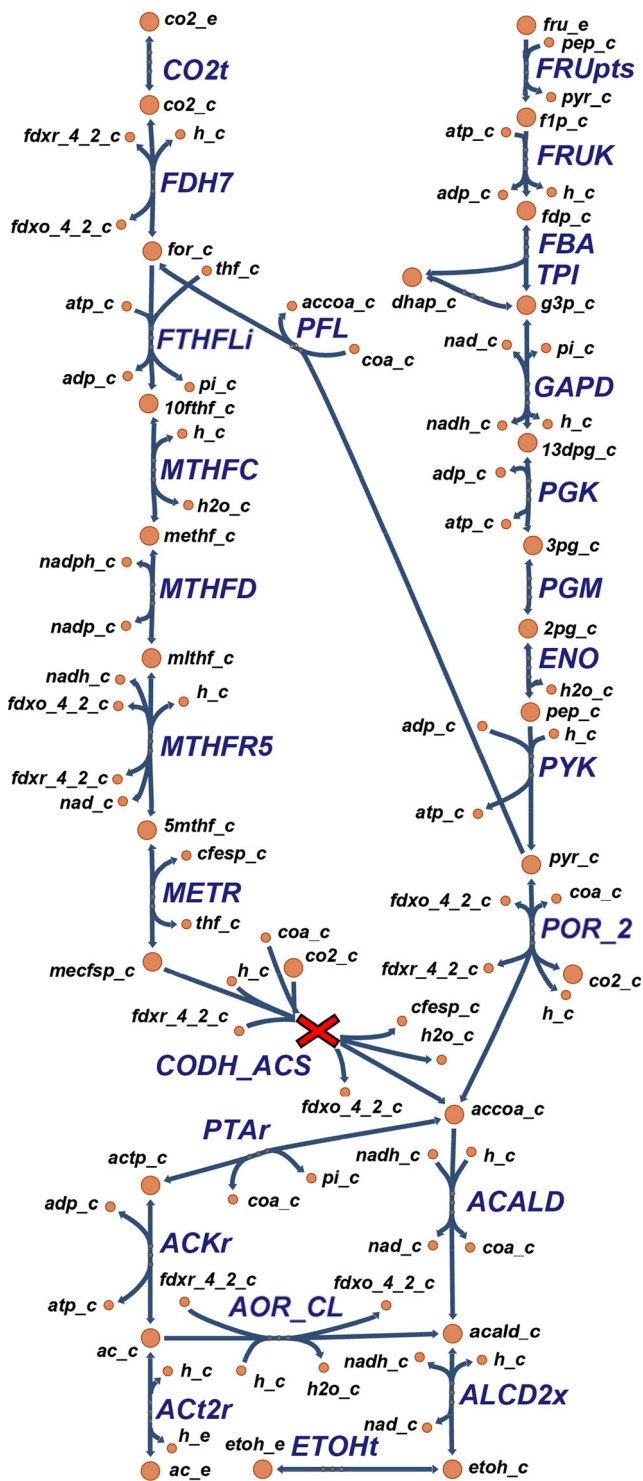 co2_e
CO2t
co2_c
fdxr_4_2_c
h_c
FDH7
fdxo_4_2_c
for_c
thf_c
atp_c
FTHFLi
adp_c
pi_c
10fthf_c
h_c
MTHFC
h2o_c
methf_c
nadph_c
MTHFD
nadp_c
mlthf_c
nadh_c
h_c
fdxo_4_2_c
MTHFR5
fdxr_4_2_c
nad_c
5mthf_c
cfesp_c
METR
thf_c
mecfsp_c
accoa_c
PFL
coa_c
fru_e
pep_c
FRUpts
pyr_c
f1p_c
atp_c
FRUK
adp_c
h_c
fdp_c
FBA
TPI
dhap_c
g3p_c
nad_c
pi_c
GAPD
nadh_c
h_c
13dpg_c
adp_c
PGK
atp_c
3pg_c
PGM
2pg_c
ENO
h2o_c
pep_c
adp_c
h_c
PYK
atp_c
pyr_c
fdxo_4_2_c
coa_c
POR_2
fdxr_4_2_c
co2_c
h_c
coa_c
co2_c
h_c
fdxr_4_2_c
cfesp_c
h2o_c
CODH_ACS
fdxo_4_2_c
accoa_c
PTAr
actp_c
pi_c
coa_c
nadh_c
h_c
ACALD
nad_c
coa_c
adp_c
ACKr
atp_c
fdxr_4_2_c
fdxo_4_2_c
AOR_CL
ac_c
acald_c
h_c
h2o_c
h_c
ACt2r
h_e
ac_e
nadh_c
h_c
ALCD2x
nad_c
etoh_e
ETOHt
etoh_c